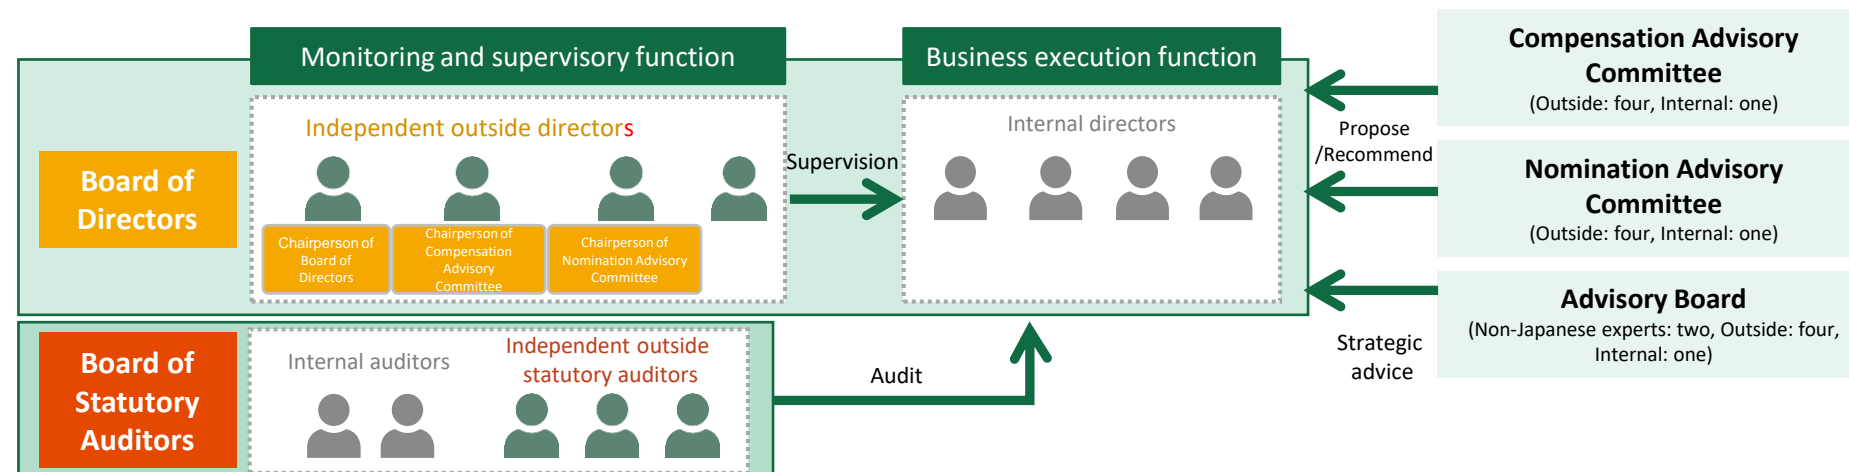 Monitoring and supervisory function
Business execution function
Board of
Directors
Independent outside directors
Chairperson of
Board of
Directors
Chairperson of
Compensation
Advisory
Committee
Chairperson of
Nomination Advisory
Committee
Supervision
Internal directors
Propose
/Recommend
Strategic
advice
Compensation Advisory
Committee
(Outside: four, Internal: one)
Nomination Advisory
Committee
(Outside: four, Internal: one)
Advisory Board
(Non-Japanese experts: two, Outside: four,
Internal: one)
Board of
Statutory
Auditors
Internal auditors
Independent outside
statutory auditors
Audit